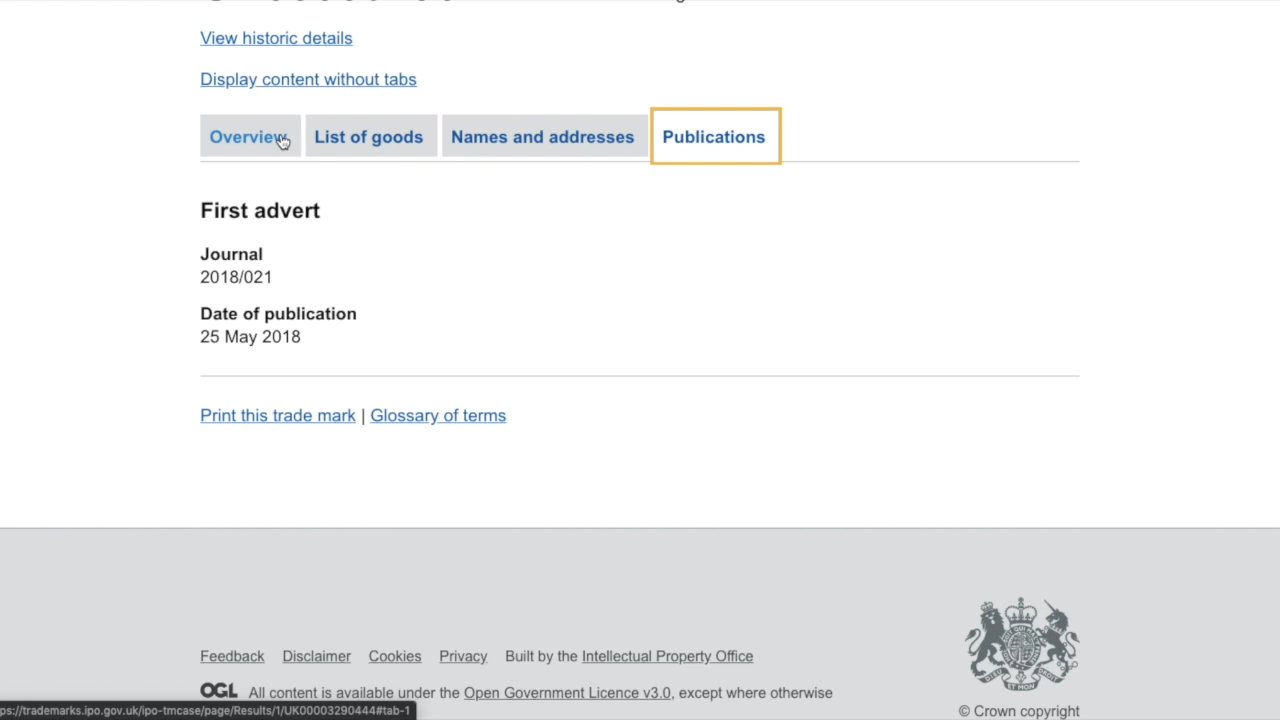 View historic details
Display content without tabs
Overview List of goods Names and addresses Publications
First advert
Journal
2018/021
Date of publication
25 May 2018
Print this trade mark | Glossary of terms
Feedback Disclaimer Cookies Privacy Built by the Intellectual Property Office
OGL All content is available under the Open Government Licence v3.0, except where otherwise
ps://trademarks.ipo.gov.uk/ipo-tmcase/page/Results/1/UK00003290444#tab-1
© Crown copyright